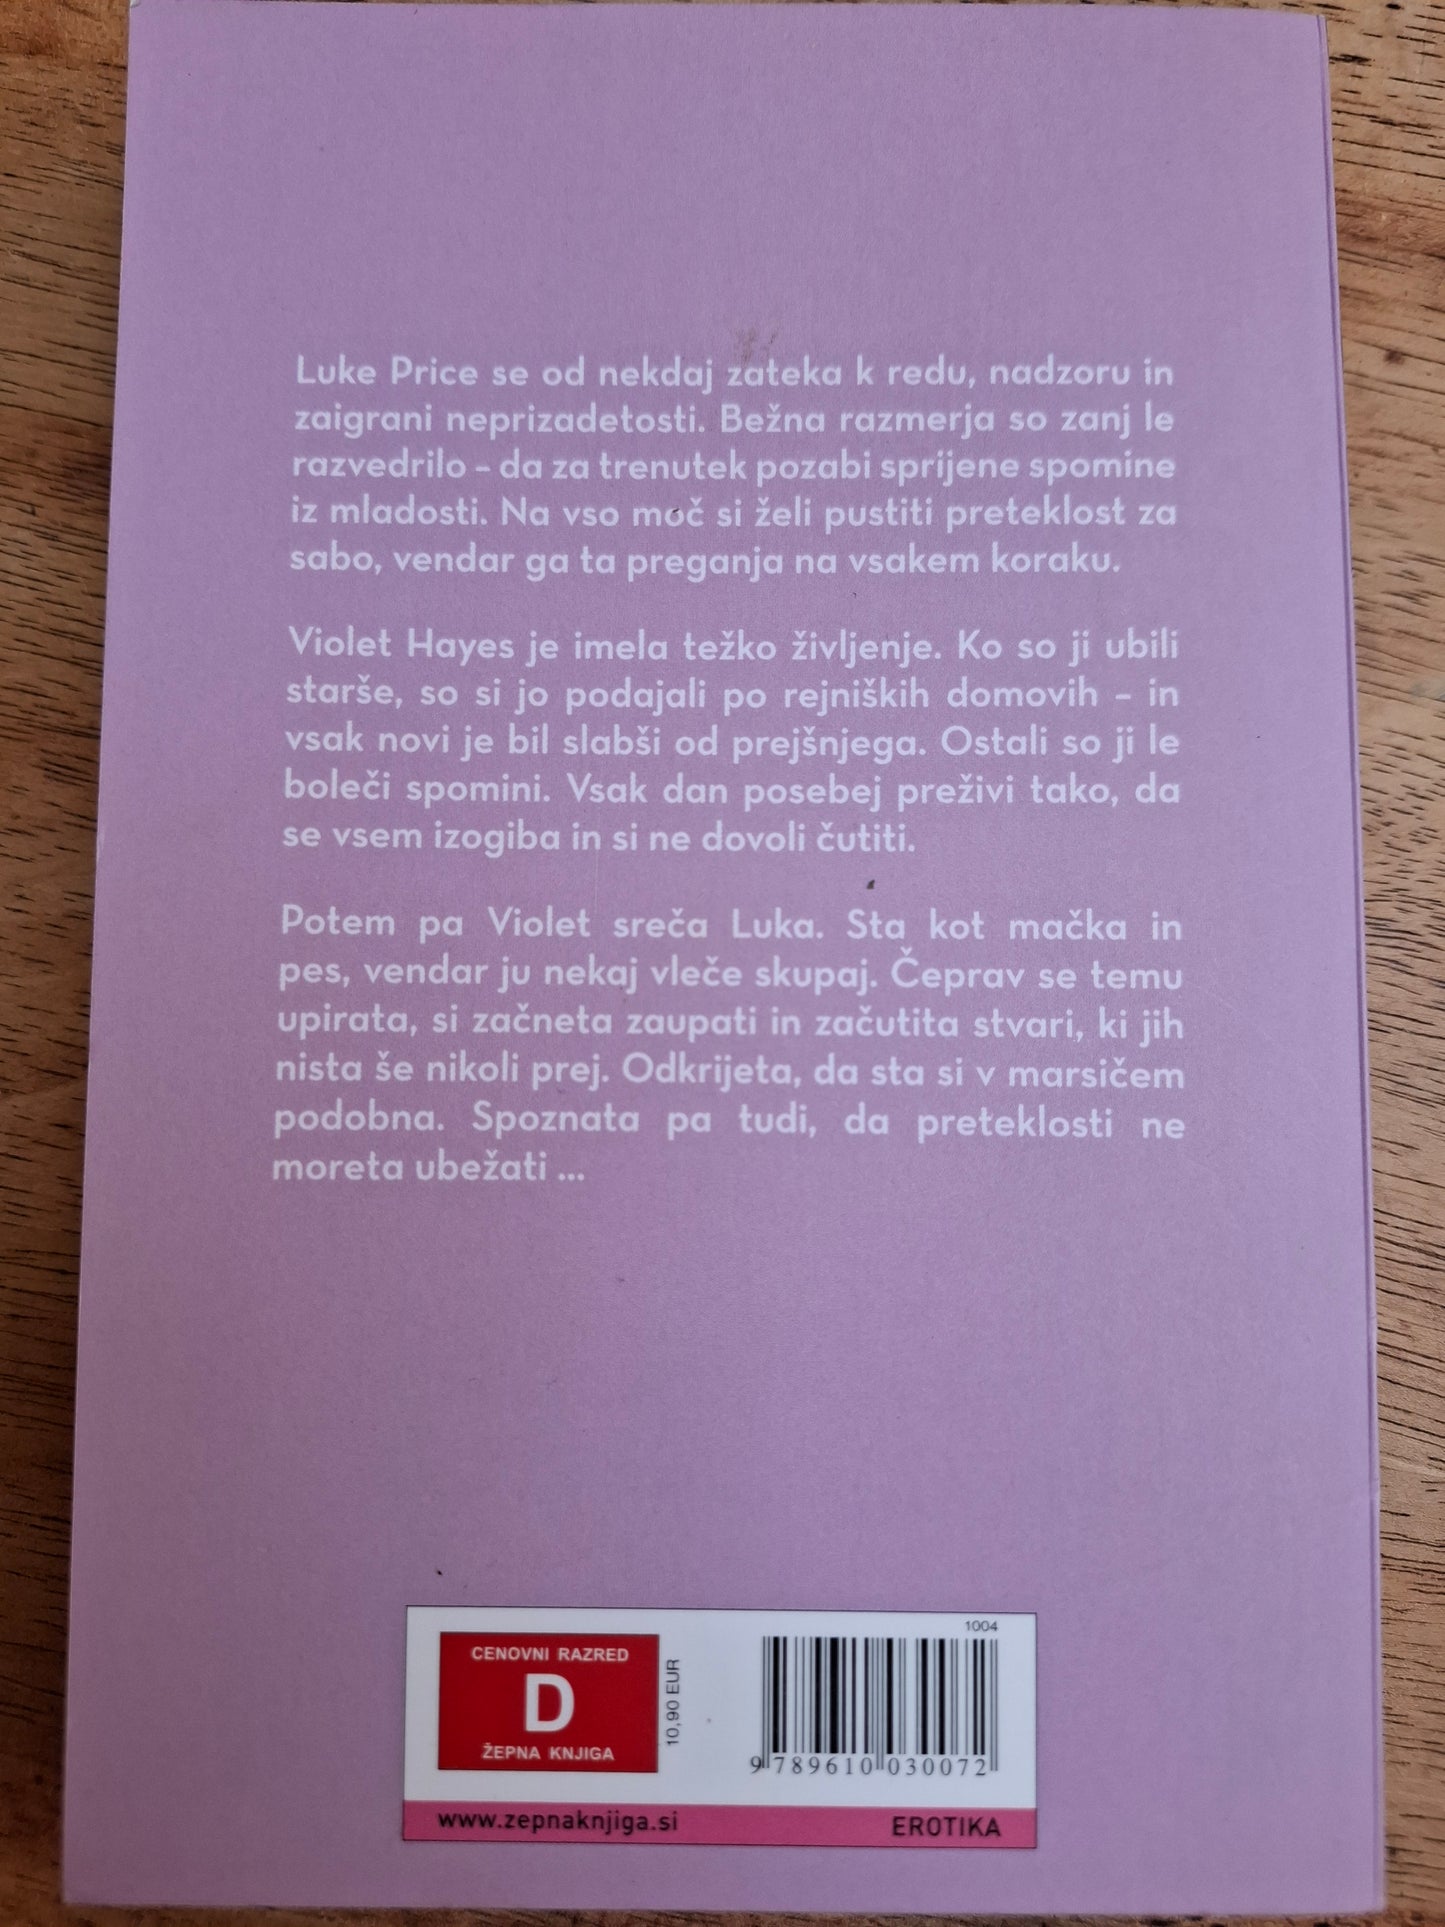 Luke Price se od nekdaj zateka k redu, nadzoru in
zaigrani neprizadetosti. Bežna razmerja so zanj le
razvedrilo – da za trenutek pozabi sprijene spomine
iz mladosti. Na vso moč si želi pustiti preteklost za
sabo, vendar ga ta preganja na vsakem koraku.
Violet Hayes je imela težko življenje. Ko so ji ubili
starše, so si jo podajali po rejniških domovih – in
vsak novi je bil slabši od prejšnjega. Ostali so ji le
boleči spomini. Vsak dan posebej preživi tako, da
se vsem izogiba in si ne dovoli čutiti.
Potem pa Violet sreča Luka. Sta kot mačka in
pes, vendar ju nekaj vleče skupaj. Čeprav se temu
upirata, si začneta zaupati in začutita stvari, ki jih
nista še nikoli prej. Odkrijeta, da sta si v marsičem
podobna. Spoznata pa tudi, da preteklosti ne
moreta ubežati ...
CENOVNI RAZRED
D
ŽEPNA KNJIGA
10,90 EUR
1004
9 789610 030072
www.zepnaknjiga.si
EROTIKA